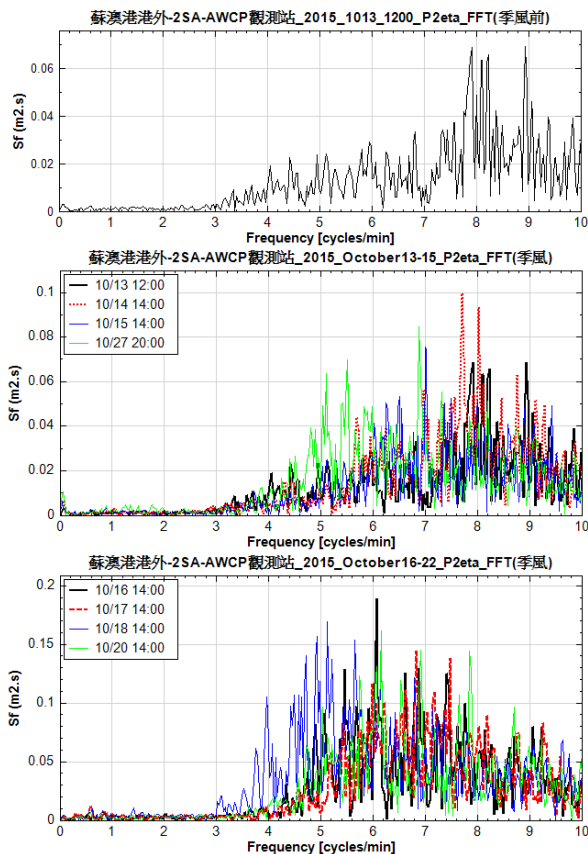 蘇澳港港外-2SA-AWCP觀測站_2015_1013_1200_P2eta_FFT(季風前)
Sf (m2.s)
0.06
0.04
0.02
0
0 1 2 3 4 5 6 7 8 9 10
Frequency [cycles/min]
蘇澳港港外-2SA-AWCP觀測站_2015_October13-15_P2eta_FFT(季風)
Sf (m2.s)
0.1
0.08
0.06
0.04
0.02
0
10/13 12:00
10/14 14:00
10/15 14:00
10/27 20:00
0 1 2 3 4 5 6 7 8 9 10
Frequency [cycles/min]
蘇澳港港外-2SA-AWCP觀測站_2015_October16-22_P2eta_FFT(季風)
Sf (m2.s)
0.2
0.15
0.1
0.05
0
10/16 14:00
10/17 14:00
10/18 14:00
10/20 14:00
0 1 2 3 4 5 6 7 8 9 10
Frequency [cycles/min]